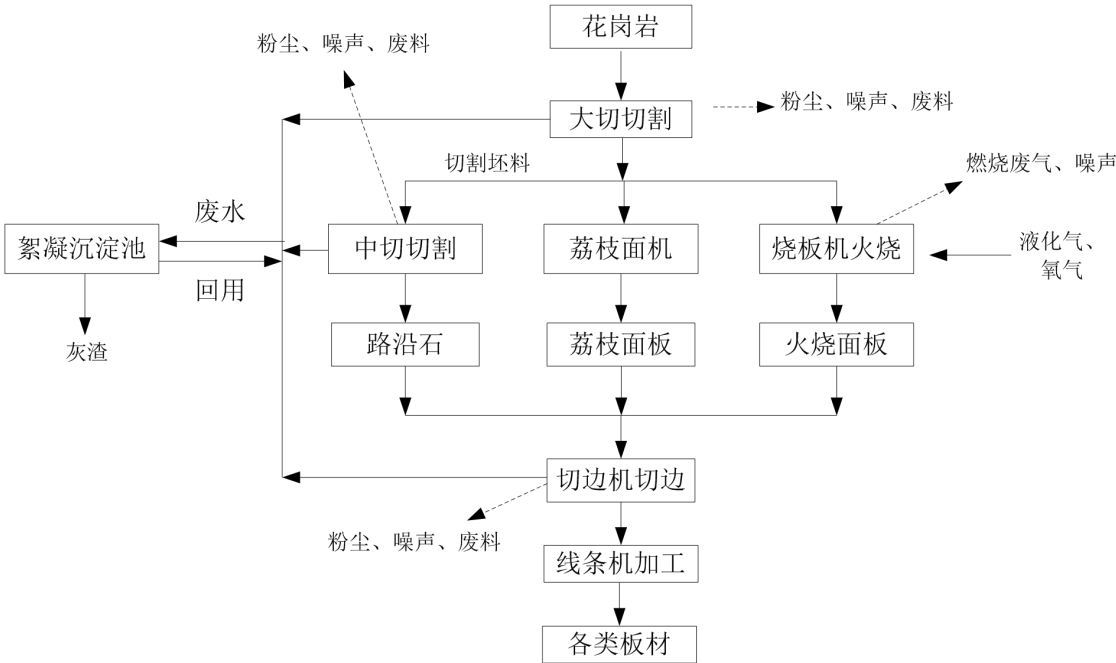 花岗岩
粉尘、噪声、废料
大切切割
粉尘、噪声、废料
切割坯料
燃烧废气、噪声
废水
絮凝沉淀池
中切切割
荔枝面机
烧板机火烧
液化气、
氧气
回用
灰渣
路沿石
荔枝面板
火烧面板
切边机切边
粉尘、噪声、废料
线条机加工
各类板材